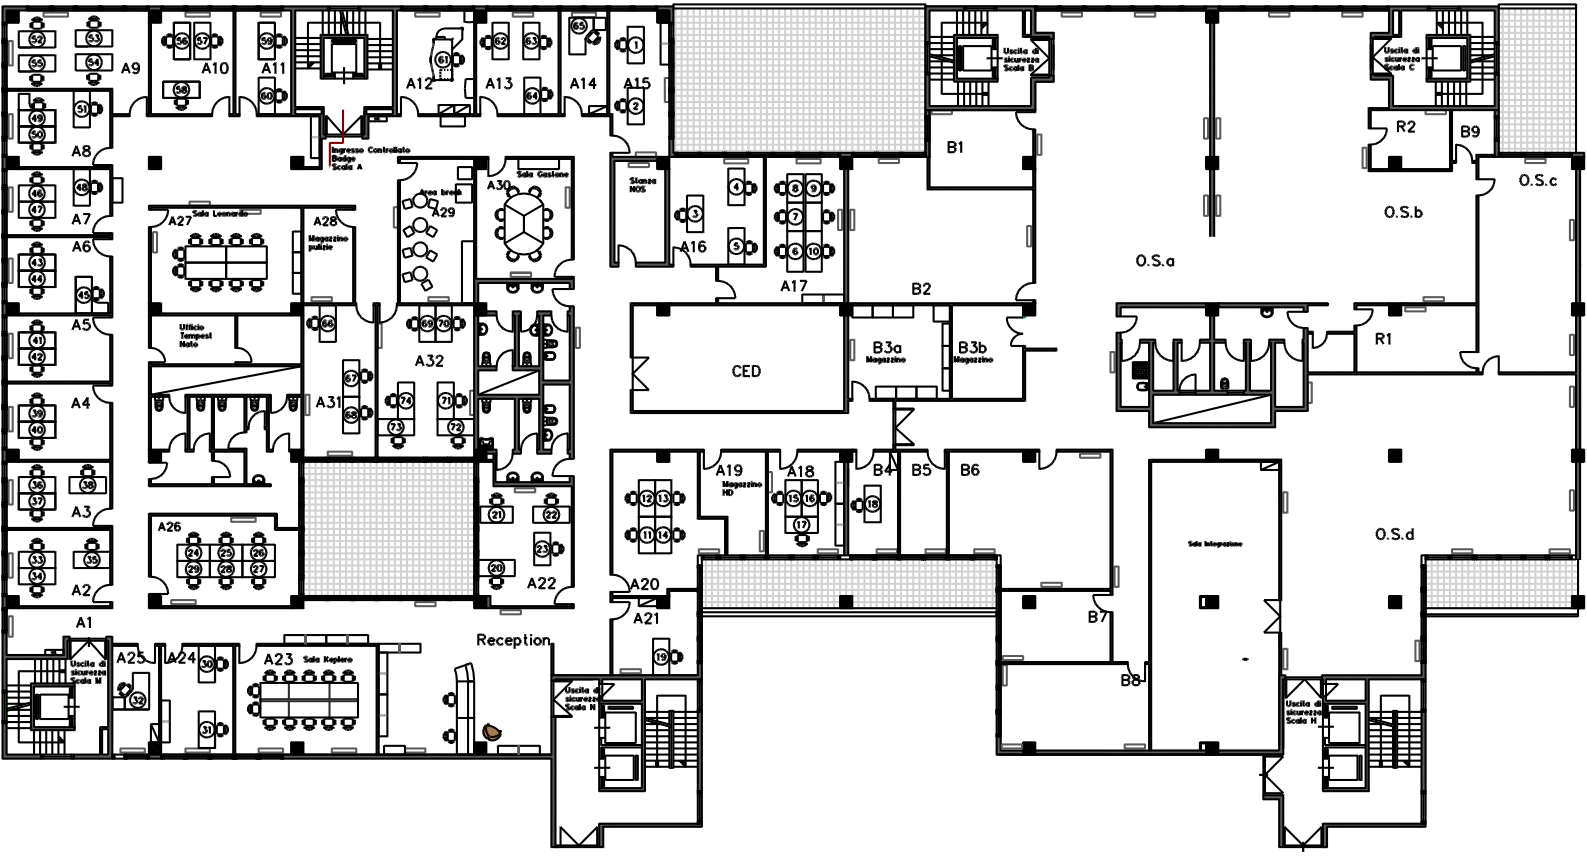 52
53
55
54
A9
56
57
58
A10
59
60
A11
61
A12
62
63
64
A13
65
A14
1
2
A15
Uscita di
sicurezza
Scala B
Uscita di
sicurezza
Scala C
51
49
50
A8
Ingresso Controllato
Badge
Scala A
R2
B9
B1
48
46
47
A7
A27
Sala Leonardo
A28
Magazzino
pulizie
Area break
A29
A30
Sala Gasione
Stanza
NOS
4
3
5
A16
8
9
7
6
10
A17
O.S.c
O.S.b
O.S.a
B2
A6
43
44
45
A5
41
42
Ufficio
Tempest
Nato
66
67
68
A31
69
70
A32
74
71
73
72
CED
B3a
Magazzino
B3b
Magazzino
R1
A4
39
40
36
38
37
A3
A26
24
25
26
29
28
27
33
35
34
A2
21
22
23
20
A22
12
13
11
14
A20
A19
Magazzino
HD
A18
15
16
17
B4
18
B5
B6
Sala Integrazione
O.S.d
A1
Reception
A21
19
B7
B8
Uscita di
sicurezza
Scala M
A25
32
A24
30
31
A23
Sala Keplero
Uscita di
sicurezza
Scala N
Uscita di
sicurezza
Scala H